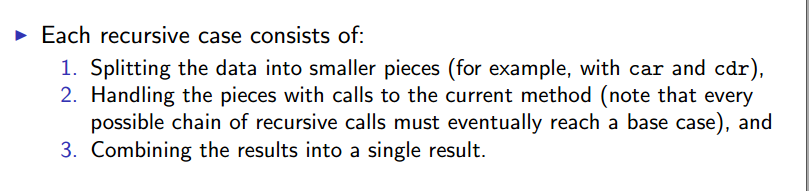 ▶ Each recursive case consists of:
1. Splitting the data into smaller pieces (for example, with car and cdr),
2. Handling the pieces with calls to the current method (note that every
possible chain of recursive calls must eventually reach a base case), and
3. Combining the results into a single result.